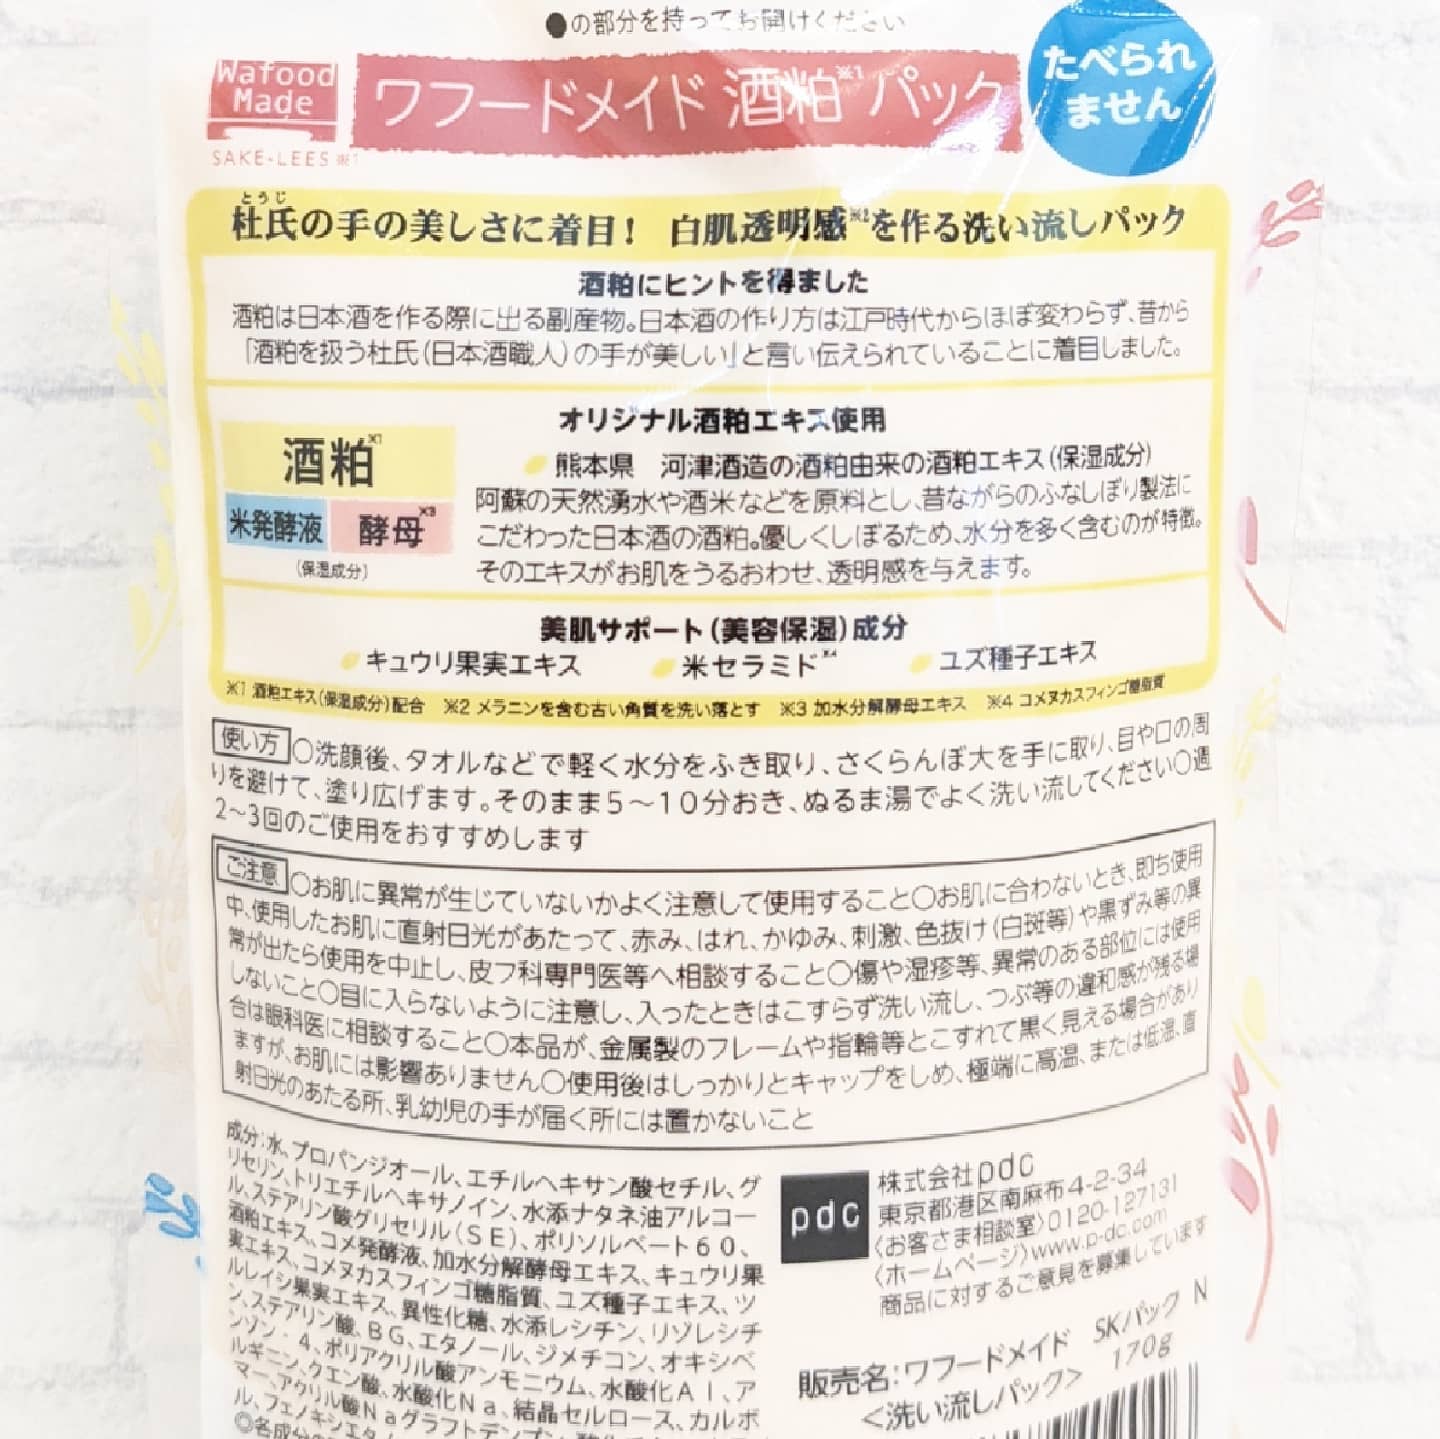 ●の部分を持ってお開けください
Wafood
Made
SAKE-LEES ※1
ワフードメイド 酒粕※1 パック
たべられ
ません
とうじ
杜氏の手の美しさに着目! 白肌透明感※2を作る洗い流しパック
酒粕にヒントを得ました
酒粕は日本酒を作る際に出る副産物。日本酒の作り方は江戸時代からほぼ変わらず、昔から
「酒粕を扱う杜氏(日本酒職人)の手が美しい」と言い伝えられていることに着目しました。
オリジナル酒粕エキス使用
酒粕※1
米発酵液
酵母※3
(保湿成分)
熊本県 河津酒造の酒粕由来の酒粕エキス(保湿成分)
阿蘇の天然湧水や酒米などを原料とし、昔ながらのふなしぼり製法に
こだわった日本酒の酒粕。優しくしぼるため、水分を多く含むのが特徴。
そのエキスがお肌をうるおわせ、透明感を与えます。
美肌サポート(美容保湿)成分
キュウリ果実エキス 米セラミド※4 ユズ種子エキス
※1 酒粕エキス(保湿成分)配合 ※2 メラニンを含む古い角質を洗い落とす ※3 加水分解酵母エキス ※4 コメヌカスフィンゴ糖脂質
使い方 ○洗顔後、タオルなどで軽く水分をふき取り、さくらんぼ大を手に取り、目や口の周
りを避けて、塗り広げます。そのまま5～10分おき、ぬるま湯でよく洗い流してください○週
2～3回のご使用をおすすめします
ご注意 ○お肌に異常が生じていないかよく注意して使用すること○お肌に合わないとき、即ち使用
中、使用したお肌に直射日光があたって、赤み、はれ、かゆみ、刺激、色抜け(白斑等)や黒ずみ等の異
常が出たら使用を中止し、皮フ科専門医等へ相談すること○傷や湿疹等、異常のある部位には使用
しないこと○目に入らないように注意し、入ったときはこすらず洗い流し、つぶ等の違和感が残る場
合は眼科医に相談すること○本品が、金属製のフレームや指輪等とこすれて黒く見える場合があり
ますが、お肌には影響ありません○使用後はしっかりとキャップをしめ、極端に高温、または低温、直
射日光のあたる所、乳幼児の手が届く所には置かないこと
成分:水、プロパンジオール、エチルヘキサン酸セチル、グ
リセリン、トリエチルヘキサノイン、水添ナタネ油アルコー
ル、ステアリン酸グリセリル(SE)、ポリソルベート60、
酒粕エキス、コメ発酵液、加水分解酵母エキス、キュウリ果
実エキス、コメヌカスフィンゴ糖脂質、ユズ種子エキス、ツ
ルレイシ果実エキス、異性化糖、水添レシチン、リゾレシチ
ン、ステアリン酸、BG、エタノール、ジメチコン、オキシベ
ンゾン-4、ポリアクリル酸アンモニウム、水酸化Al、ア
ルギニン、クエン酸、水酸化Na、結晶セルロース、カルボ
マー、アクリル酸Naグラフトデンプン、
ル、フェノキシエタ
◎各成分の
pdc
株式会社pdc
東京都港区南麻布4-2-34
〈お客さま相談室〉0120-127131
〈ホームページ〉www.p-dc.com
商品に対するご意見を募集しています
販売名:ワフードメイド SKパック N
<洗い流しパック> 170g